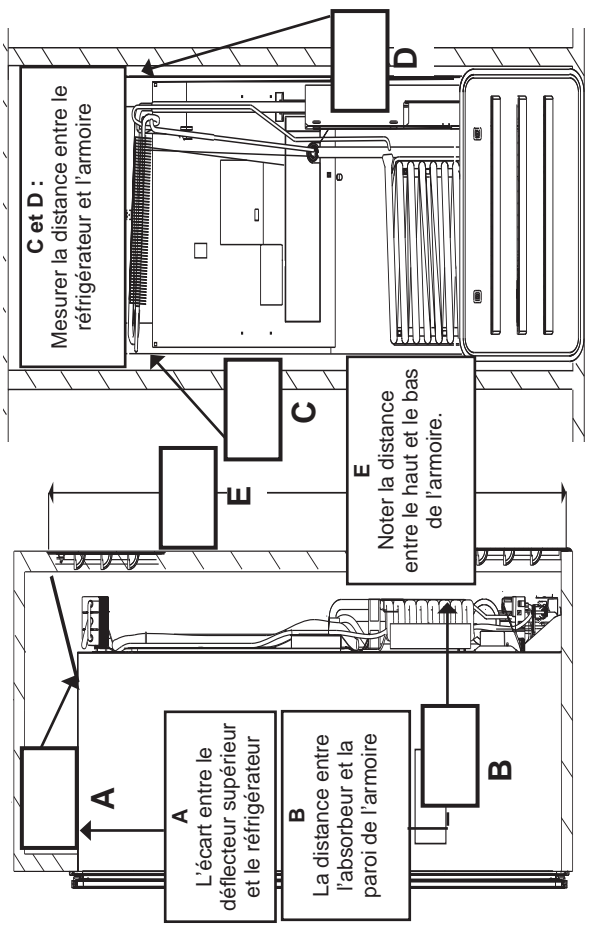 C et D :
Mesurer la distance entre le
réfrigérateur et l'armoire
D
C
E
E
Noter la distance
entre le haut et le bas
de l'armoire.
A
A
L'écart entre le
déflecteur supérieur
et le réfrigérateur
B
La distance entre
l'absorbeur et la
paroi de l'armoire
B